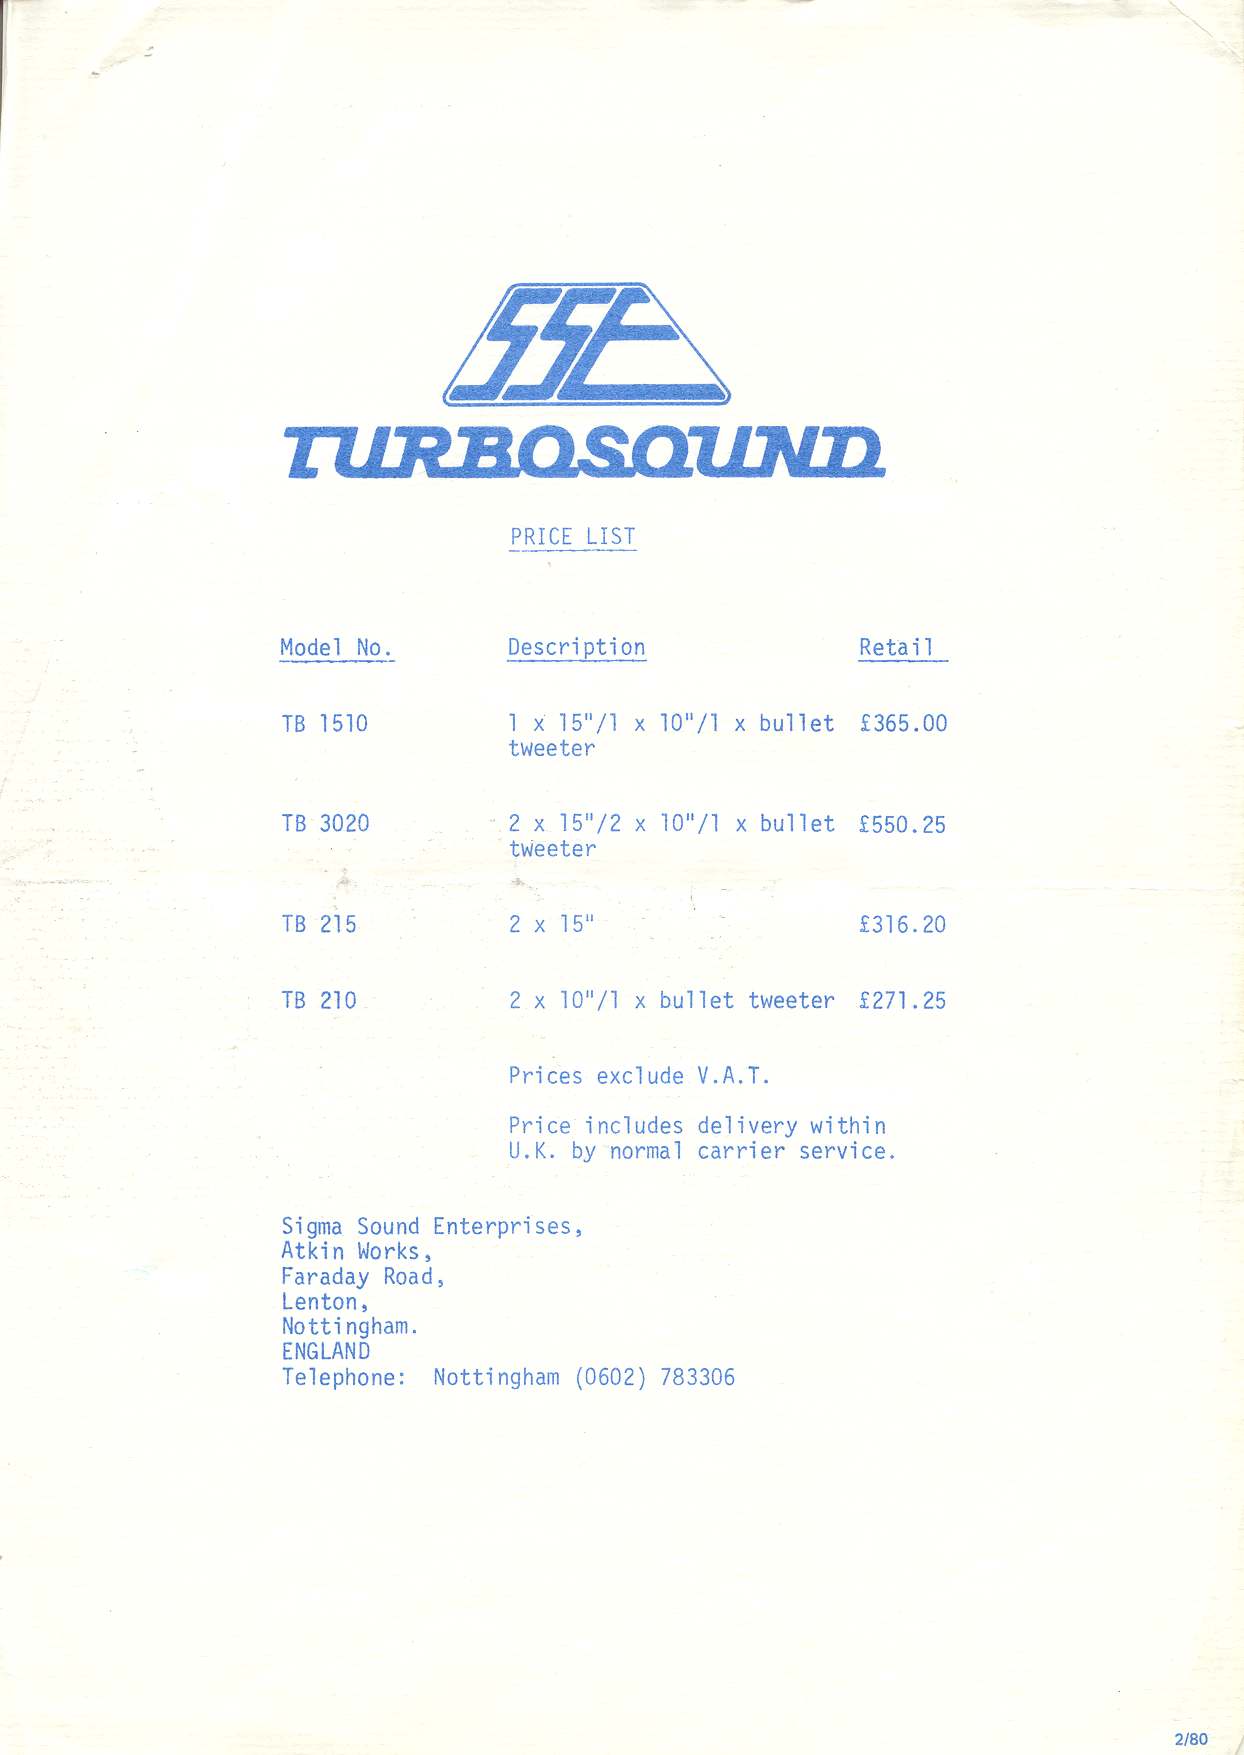 SSE
TURBOSOUND
PRICE LIST
Model No. Description Retail
TB 1510 1 x 15"/1 x 10"/1 x bullet £365.00
tweeter
TB 3020 2 x 15"/2 x 10"/1 x bullet £550.25
tweeter
TB 215 2 x 15" £316.20
TB 210 2 x 10"/1 x bullet tweeter £271.25
Prices exclude V.A.T.
Price includes delivery within
U.K. by normal carrier service.
Sigma Sound Enterprises,
Atkin Works,
Faraday Road,
Lenton,
Nottingham.
ENGLAND
Telephone: Nottingham (0602) 783306
2/80